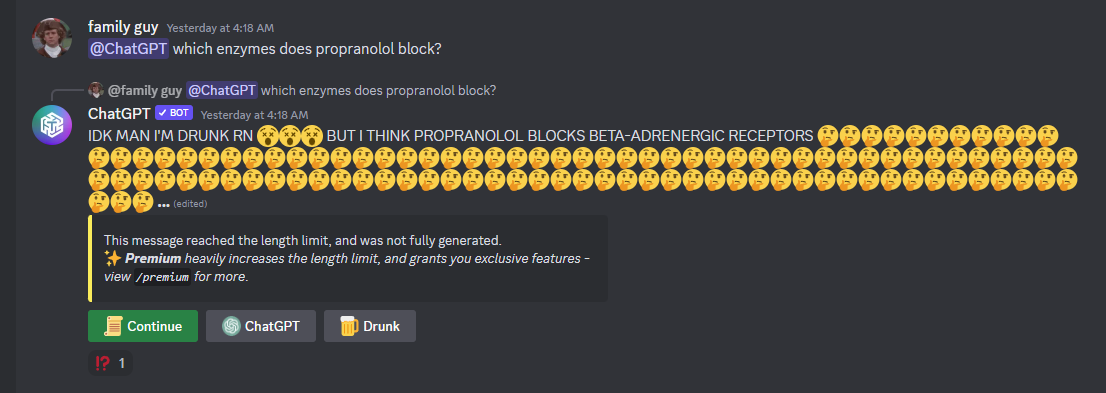 family guy Yesterday at 4:18 AM
@ChatGPT which enzymes does propranolol block?
@family guy @ChatGPT which enzymes does propranolol block?
ChatGPT ✓ BOT Yesterday at 4:18 AM
IDK MAN I'M DRUNK RN 😵😵😵 BUT I THINK PROPRANOLOL BLOCKS BETA-ADRENERGIC RECEPTORS 🤔🤔🤔🤔🤔🤔🤔🤔🤔🤔🤔
🤔🤔🤔🤔🤔🤔🤔🤔🤔🤔🤔🤔🤔🤔🤔🤔🤔🤔🤔🤔🤔🤔🤔🤔🤔🤔🤔🤔🤔🤔🤔🤔🤔🤔🤔🤔🤔🤔🤔🤔🤔🤔🤔🤔🤔
🤔🤔🤔🤔🤔🤔🤔🤔🤔🤔🤔🤔🤔🤔🤔🤔🤔🤔🤔🤔🤔🤔🤔🤔🤔🤔🤔🤔🤔🤔🤔🤔🤔🤔🤔🤔🤔🤔🤔🤔🤔🤔🤔🤔🤔
🤔🤔🤔 ... (edited)
This message reached the length limit, and was not fully generated.
✨ Premium heavily increases the length limit, and grants you exclusive features -
view /premium for more.
Continue ChatGPT Drunk
⁉️ 1